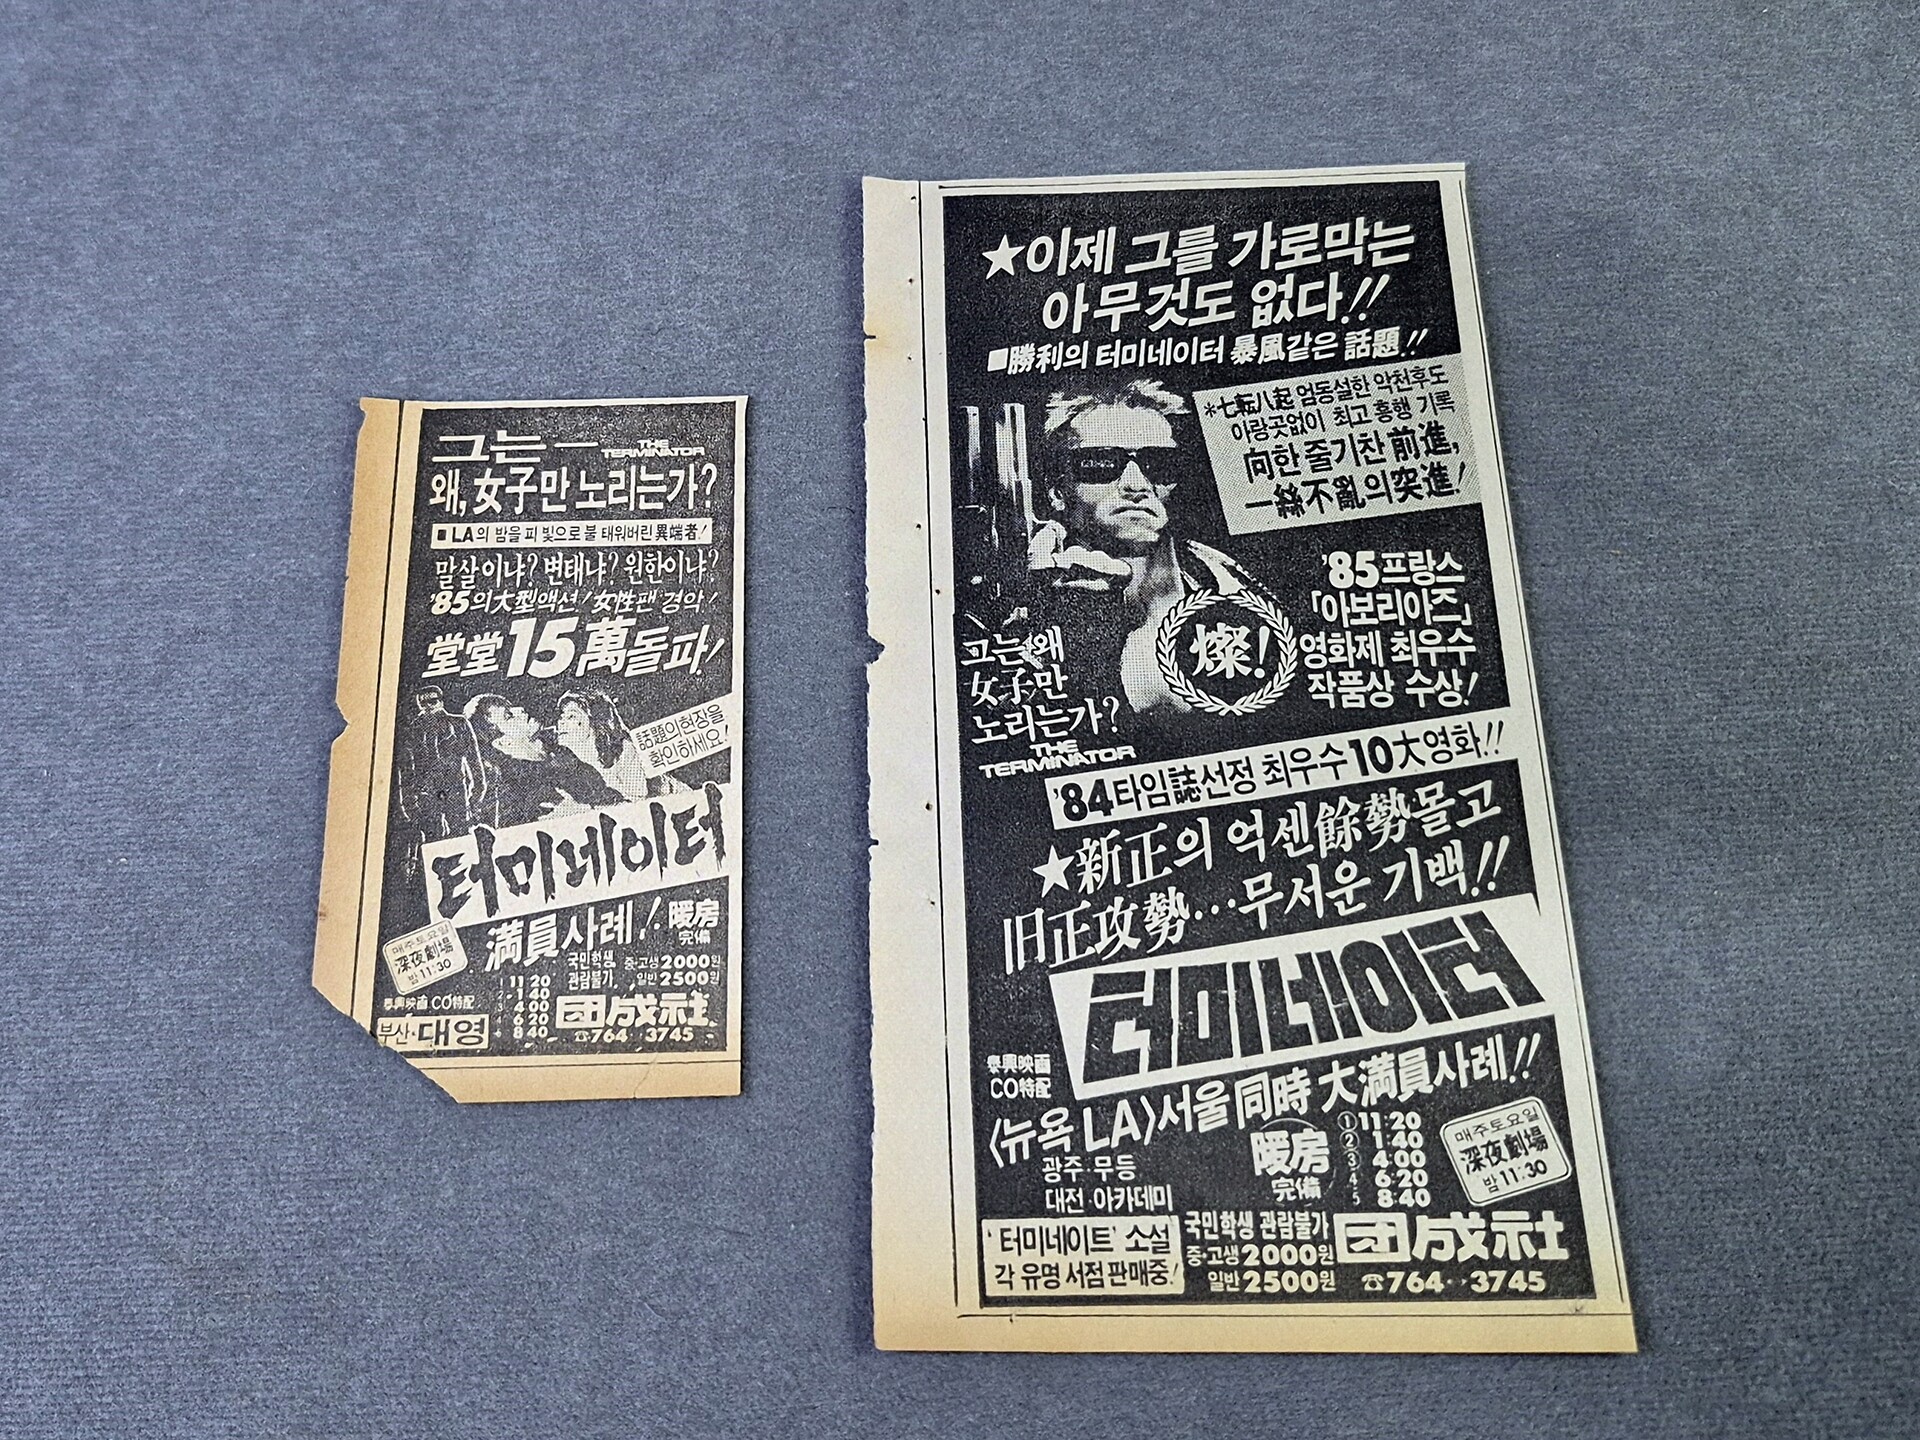 그는—
THE
TERMINATOR
왜, 女子만 노리는가?
■LA의 밤을 피 빛으로 불 태워버린 異端者!
말살이냐? 변태냐? 원한이냐?
'85의 大型액션! 女性팬 경악!
堂堂 15萬돌파!
話題의현장을
확인하세요!
터미네이터
満員사례!
暖房
完備
매주토요일
深夜劇場
밤11:30
국민학생
관람불가
중·고생 2000원
일반 2500원
1 11 20
2 1 40
3 4 00
4 6 20
5 8 40
泰興映画 CO特配
부산·대영
団成社
☎764-3745
★이제 그를 가로막는
아무것도 없다!!
■勝利의 터미네이터 暴風같은 話題!!
*七転八起 엄동설한 악천후도
아랑곳없이 최고 흥행 기록
向한 줄기찬 前進,
一絲不亂의 突進!
'85프랑스
「아보리아즈」
영화제 최우수
작품상 수상!
燦!
그는 왜
女子만
노리는가?
THE
TERMINATOR
'84타임誌선정 최우수10大영화!!
★新正의 억센餘勢몰고
旧正攻勢…무서운 기백!!
터미네이터
泰興映画
CO特配
〈뉴욕 LA〉서울 同時 大満員사례!!
광주·무등
대전·아카데미
暖房
完備
①11:20
②1:40
③4:00
4 6:20
5 8:40
매주토요일
深夜劇場
밤11:30
'터미네이트' 소설
각 유명 서점 판매중!
국민학생 관람불가
중·고생2000원
일반2500원
団成社
☎764-3745